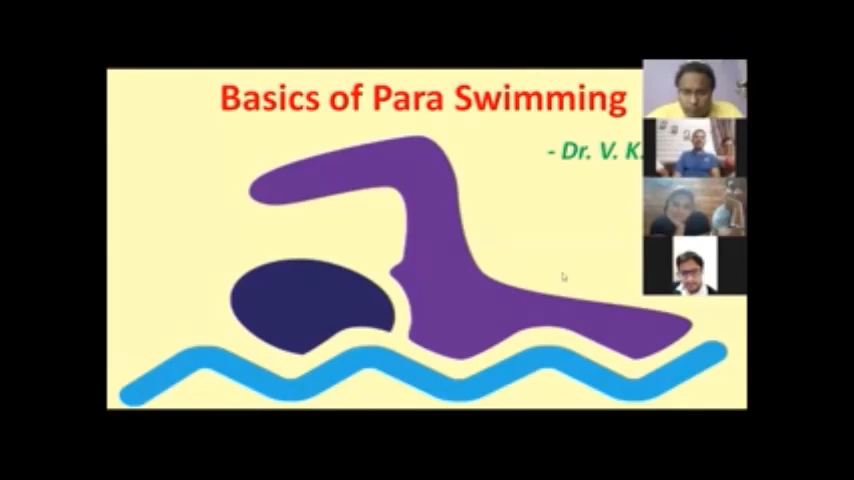 Basics of Para Swimming
- Dr. V. K.